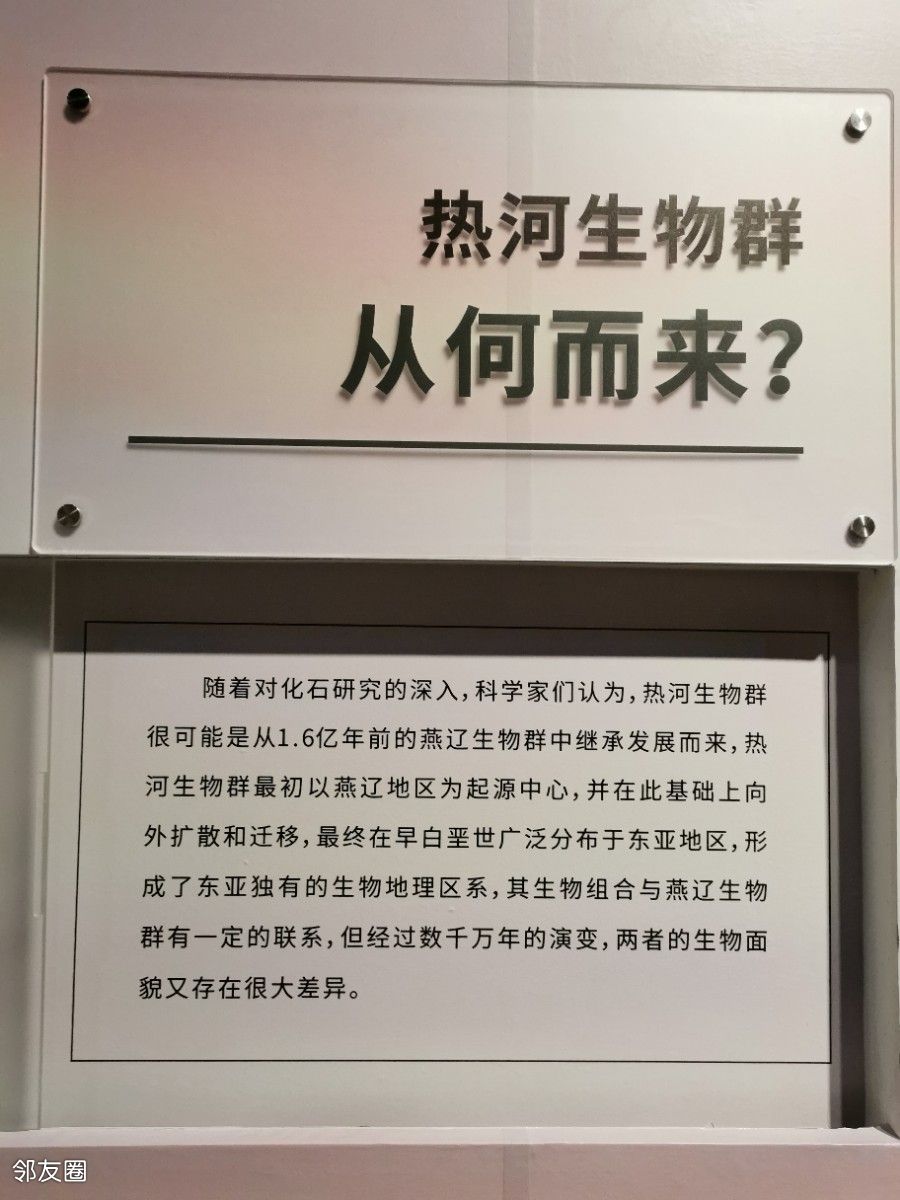 热河生物群
从何而来？
随着对化石研究的深入，科学家们认为，热河生物群
很可能是从1.6亿年前的燕辽生物群中继承发展而来，热
河生物群最初以燕辽地区为起源中心，并在此基础上向
外扩散和迁移，最终在早白垩世广泛分布于东亚地区，形
成了东亚独有的生物地理区系，其生物组合与燕辽生物
群有一定的联系，但经过数千万年的演变，两者的生物面
貌又存在很大差异。
邻友圈